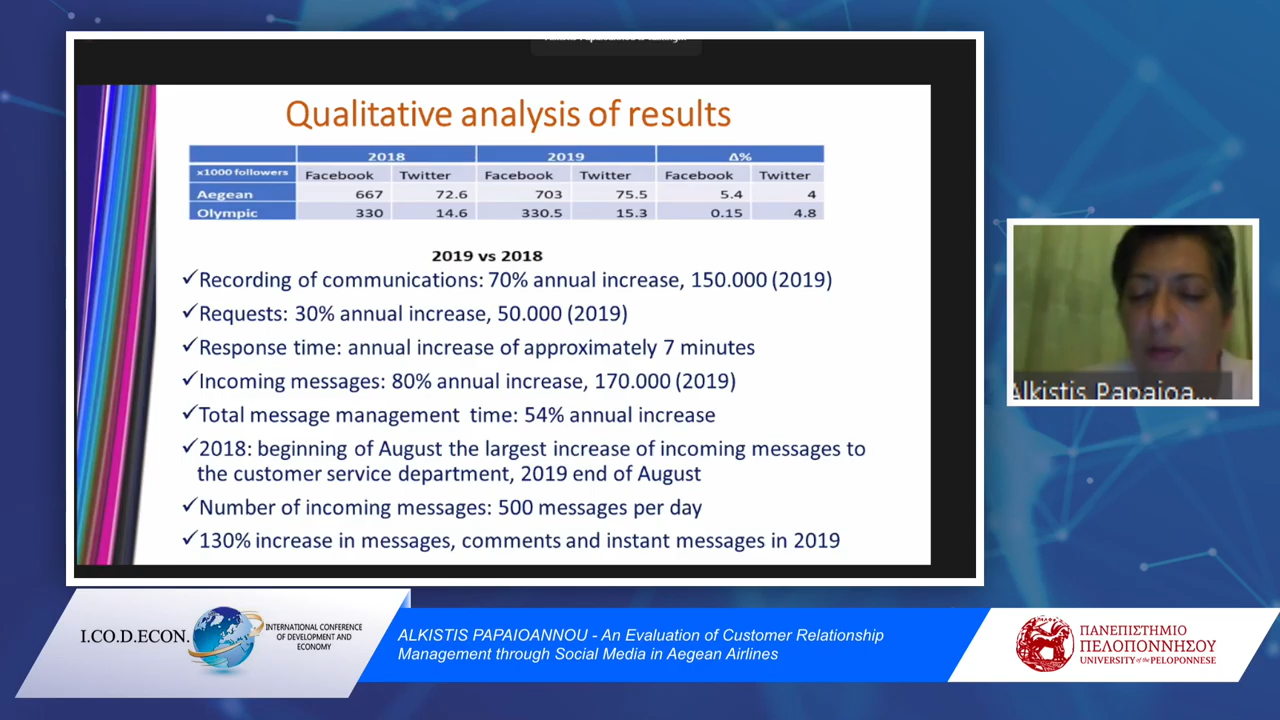 Qualitative analysis of results
2018 2019 Δ%
x1000 followers Facebook Twitter Facebook Twitter Facebook Twitter
Aegean 667 72.6 703 75.5 5.4 4
Olympic 330 14.6 330.5 15.3 0.15 4.8
2019 vs 2018
✓Recording of communications: 70% annual increase, 150.000 (2019)
✓Requests: 30% annual increase, 50.000 (2019)
✓Response time: annual increase of approximately 7 minutes
✓Incoming messages: 80% annual increase, 170.000 (2019)
✓Total message management time: 54% annual increase
✓2018: beginning of August the largest increase of incoming messages to
the customer service department, 2019 end of August
✓Number of incoming messages: 500 messages per day
✓130% increase in messages, comments and instant messages in 2019
Alkistis Papaioa...
I.CO.D.ECON.
INTERNATIONAL CONFERENCE
OF DEVELOPMENT AND
ECONOMY
ALKISTIS PAPAIOANNOU - An Evaluation of Customer Relationship
Management through Social Media in Aegean Airlines
ΠΑΝΕΠΙΣΤΗΜΙΟ
ΠΕΛΟΠΟΝΝΗΣΟΥ
UNIVERSITY of the PELOPONNESE